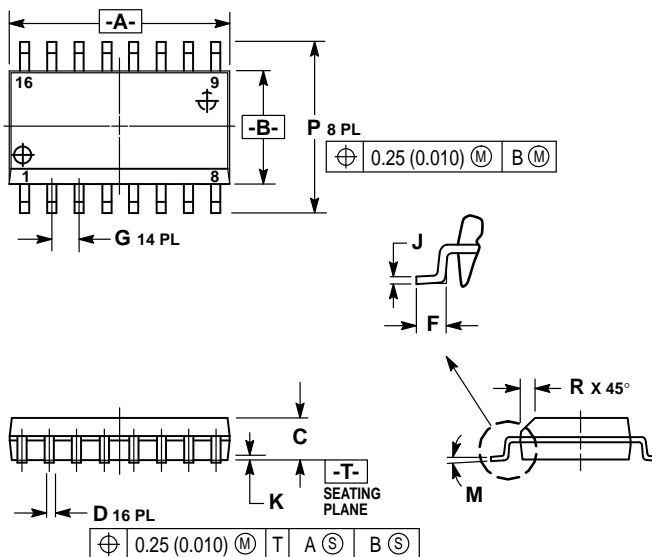 -A-
16 9
-B-
P 8 PL
⌖ 0.25 (0.010) Ⓜ B Ⓜ
1 8
G 14 PL
J
F
R X 45°
C
-T-
SEATING
PLANE
K
M
D 16 PL
⌖ 0.25 (0.010) Ⓜ T A Ⓢ B Ⓢ